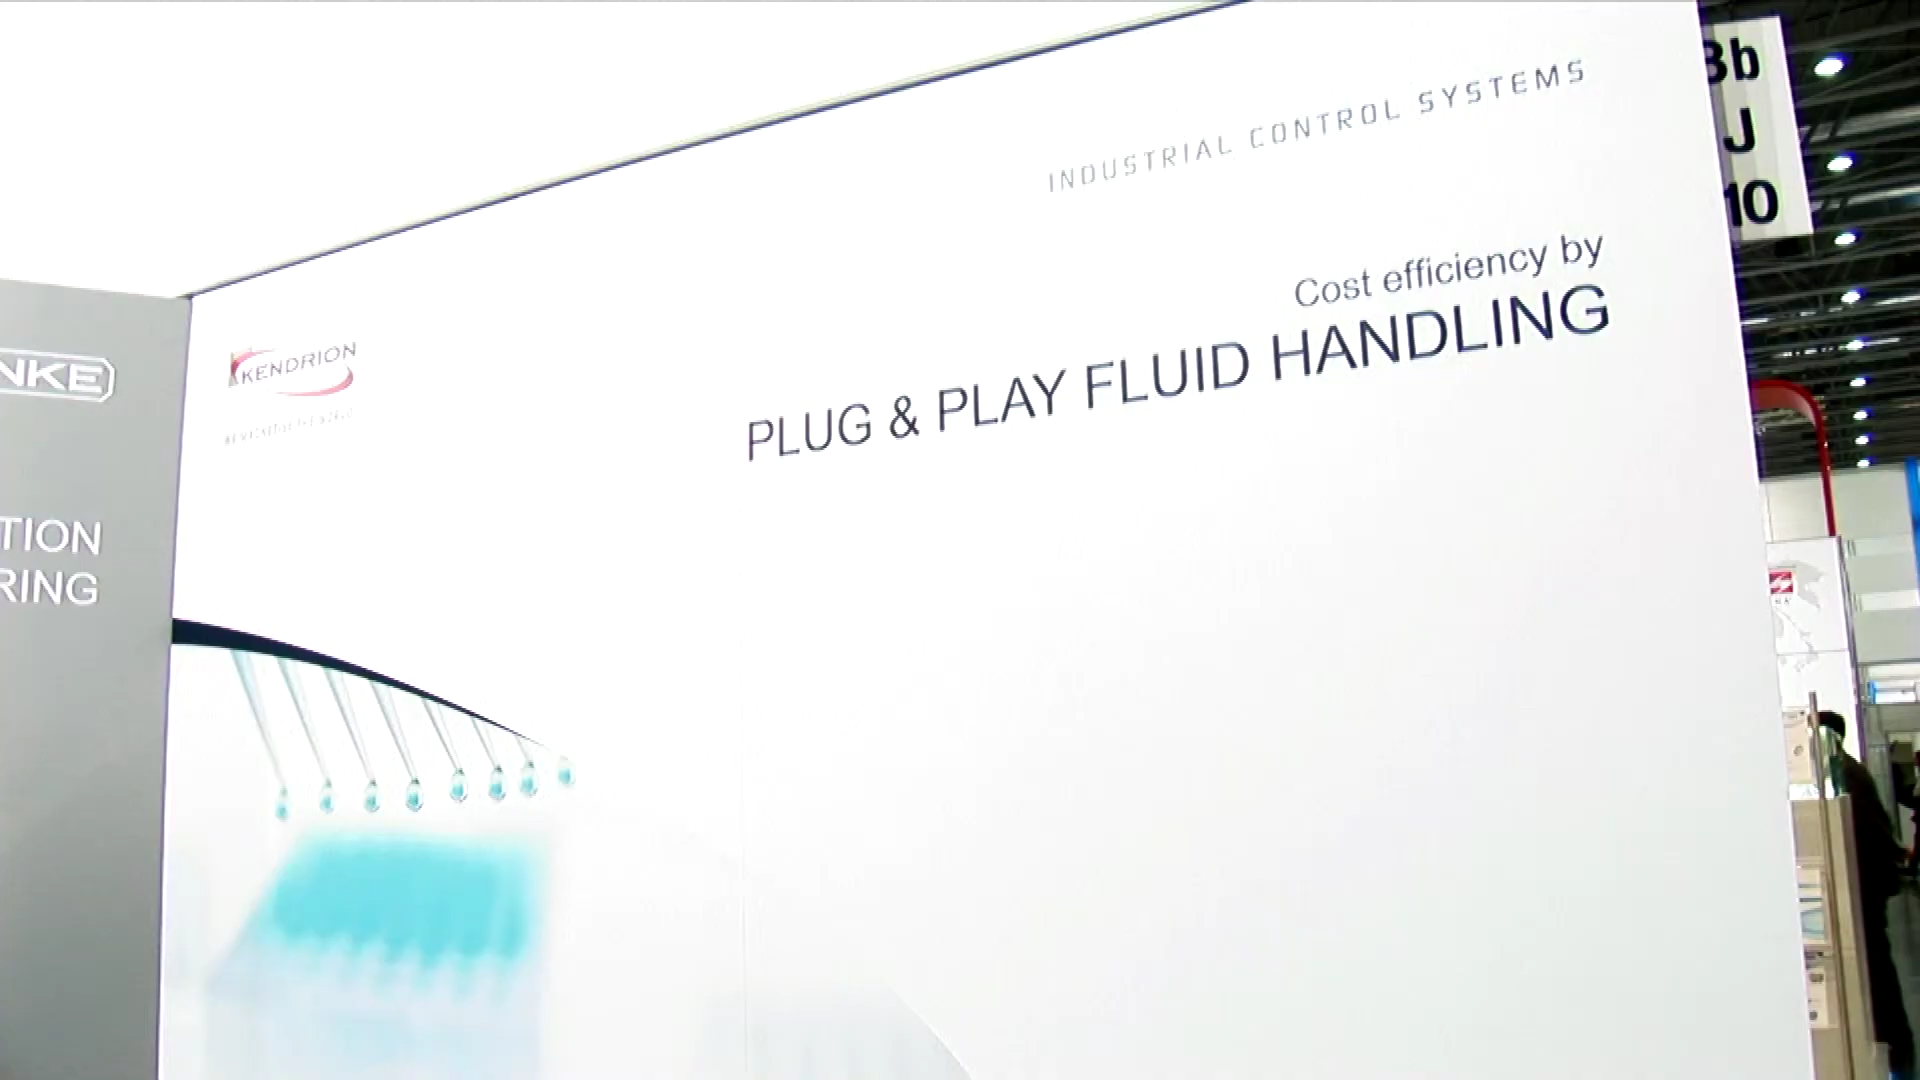 INDUSTRIAL CONTROL SYSTEMS
Cost efficiency by
PLUG & PLAY FLUID HANDLING
KENDRION
NKE
TION
RING
3b
J
10